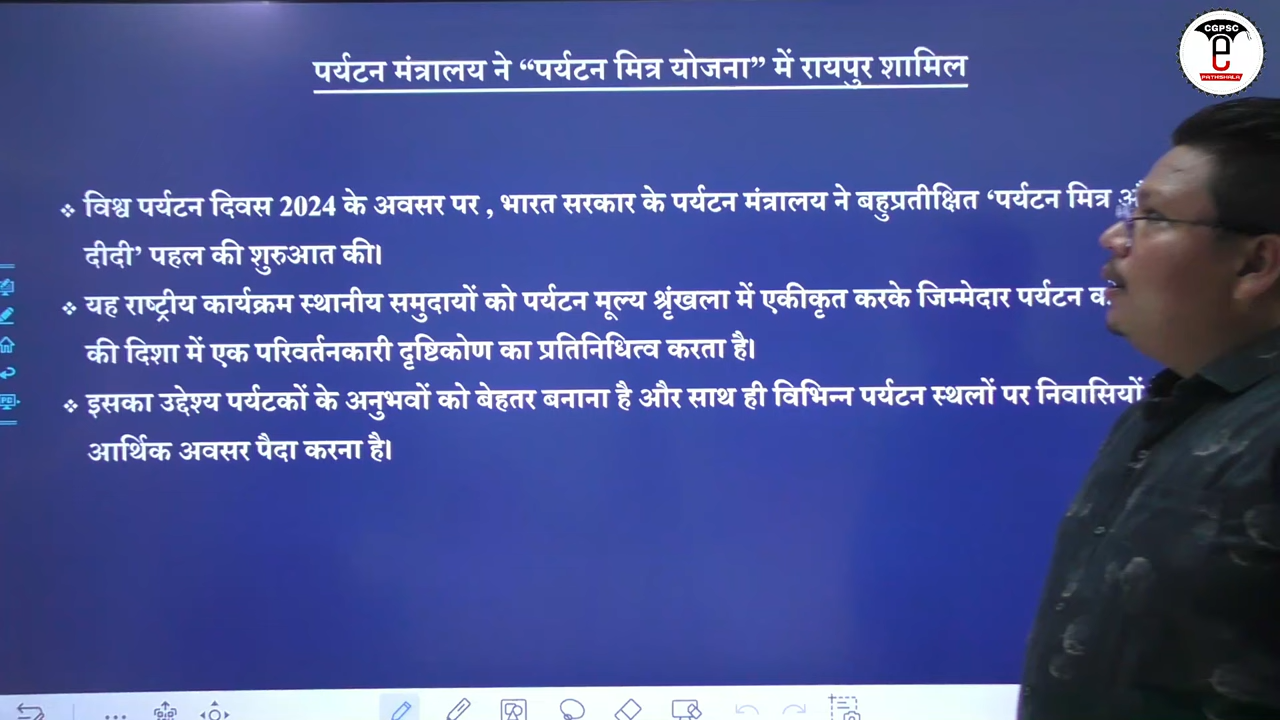 CGPSC
e
PATHSHALA
पर्यटन मंत्रालय ने “पर्यटन मित्र योजना” में रायपुर शामिल
❖ विश्व पर्यटन दिवस 2024 के अवसर पर , भारत सरकार के पर्यटन मंत्रालय ने बहुप्रतीक्षित ‘पर्यटन मित्र
दीदी’ पहल की शुरुआत की।
❖ यह राष्ट्रीय कार्यक्रम स्थानीय समुदायों को पर्यटन मूल्य श्रृंखला में एकीकृत करके जिम्मेदार पर्यटन
की दिशा में एक परिवर्तनकारी दृष्टिकोण का प्रतिनिधित्व करता है।
❖ इसका उद्देश्य पर्यटकों के अनुभवों को बेहतर बनाना है और साथ ही विभिन्न पर्यटन स्थलों पर निवासियों
आर्थिक अवसर पैदा करना है।